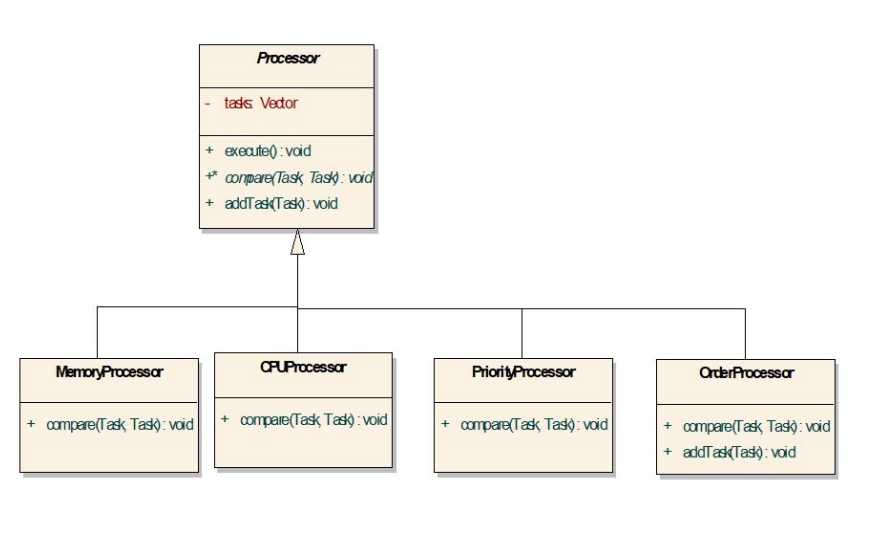 Processor
- tasks: Vector
+ execute() : void
+* compare(Task, Task) : void
+ addTask(Task) : void
MemoryProcessor
+ compare(Task, Task) : void
CPUProcessor
+ compare(Task, Task) : void
PriorityProcessor
+ compare(Task, Task) : void
OrderProcessor
+ compare(Task, Task) : void
+ addTask(Task) : void